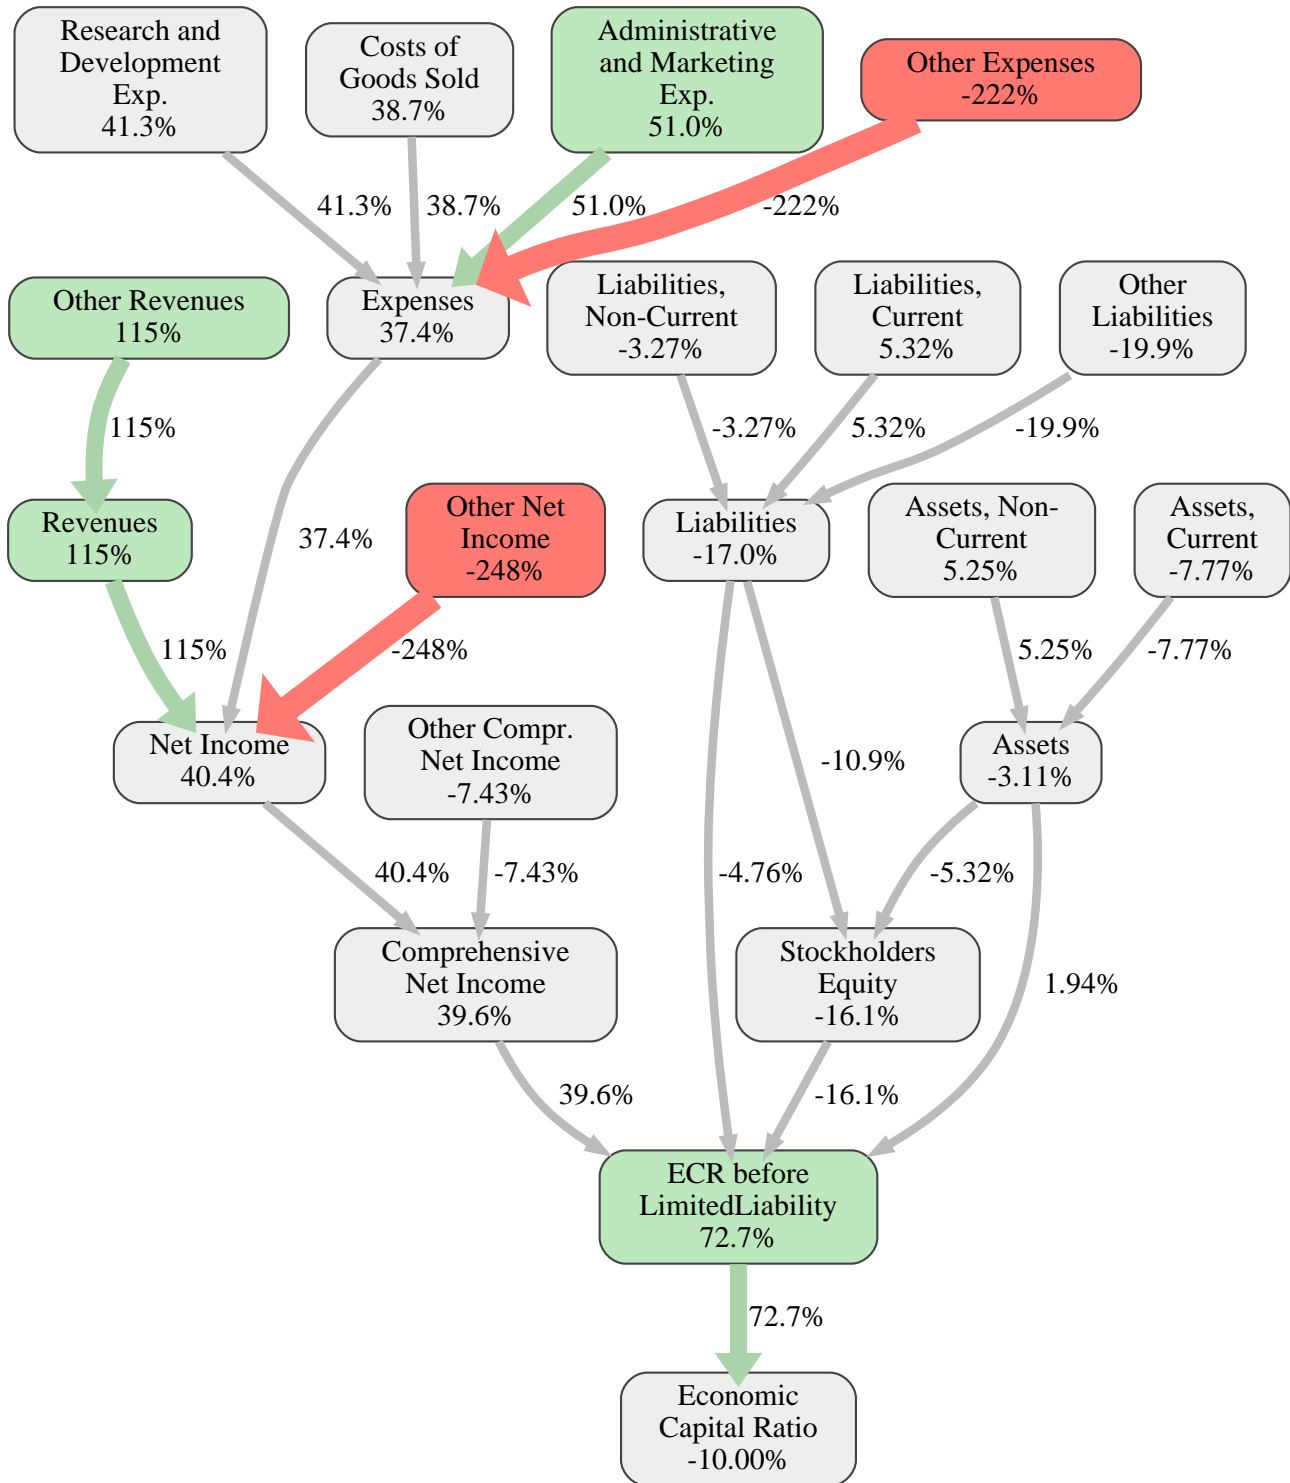 Research and
Development
Exp.
41.3%
Costs of
Goods Sold
38.7%
Administrative
and Marketing
Exp.
51.0%
Other Expenses
-222%
41.3%
38.7%
51.0%
-222%
Other Revenues
115%
Expenses
37.4%
Liabilities,
Non-Current
-3.27%
Liabilities,
Current
5.32%
Other
Liabilities
-19.9%
115%
-3.27%
5.32%
-19.9%
Revenues
115%
37.4%
Other Net
Income
-248%
Liabilities
-17.0%
Assets, Non-
Current
5.25%
Assets,
Current
-7.77%
115%
-248%
5.25%
-7.77%
Net Income
40.4%
Other Compr.
Net Income
-7.43%
-10.9%
Assets
-3.11%
40.4%
-7.43%
-4.76%
-5.32%
Comprehensive
Net Income
39.6%
Stockholders
Equity
-16.1%
1.94%
39.6%
-16.1%
ECR before
LimitedLiability
72.7%
72.7%
Economic
Capital Ratio
-10.00%